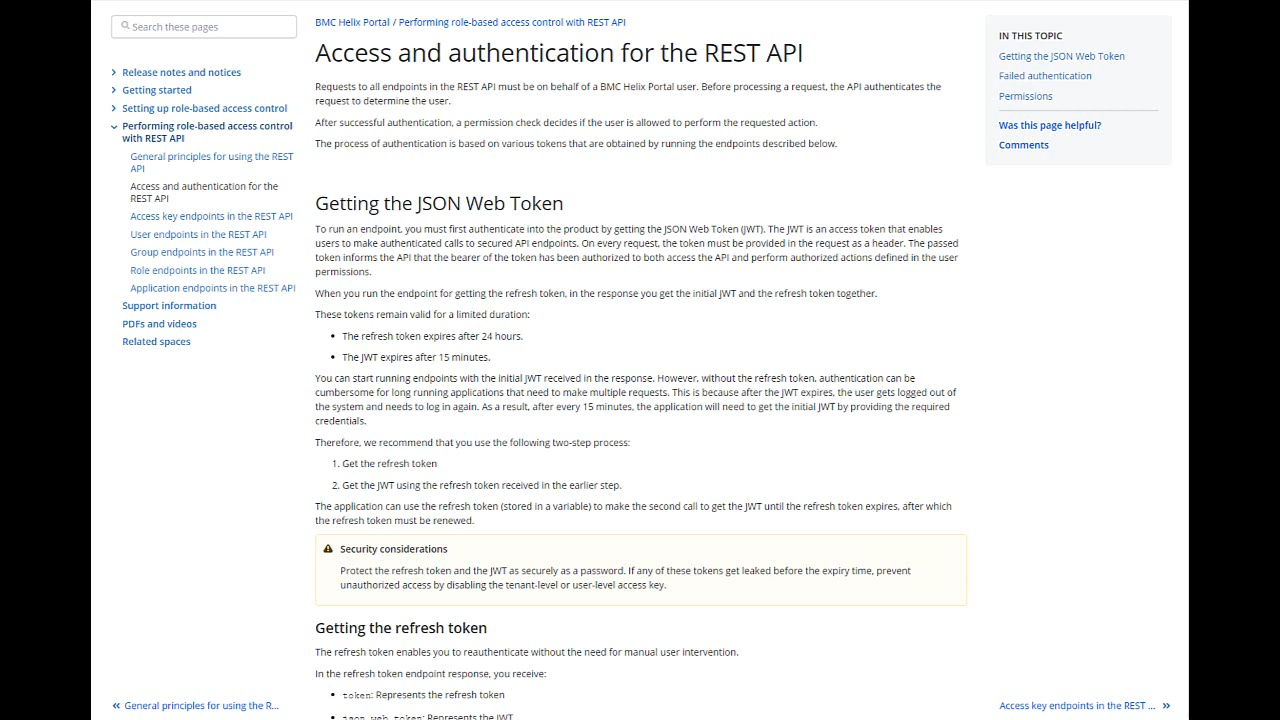 Search these pages
Release notes and notices
Getting started
Setting up role-based access control
Performing role-based access control
with REST API
General principles for using the REST
API
Access and authentication for the
REST API
Access key endpoints in the REST API
User endpoints in the REST API
Group endpoints in the REST API
Role endpoints in the REST API
Application endpoints in the REST API
Support information
PDFs and videos
Related spaces
BMC Helix Portal / Performing role-based access control with REST API
Access and authentication for the REST API
Requests to all endpoints in the REST API must be on behalf of a BMC Helix Portal user. Before processing a request, the API authenticates the
request to determine the user.
After successful authentication, a permission check decides if the user is allowed to perform the requested action.
The process of authentication is based on various tokens that are obtained by running the endpoints described below.
Getting the JSON Web Token
To run an endpoint, you must first authenticate into the product by getting the JSON Web Token (JWT). The JWT is an access token that enables
users to make authenticated calls to secured API endpoints. On every request, the token must be provided in the request as a header. The passed
token informs the API that the bearer of the token has been authorized to both access the API and perform authorized actions defined in the user
permissions.
When you run the endpoint for getting the refresh token, in the response you get the initial JWT and the refresh token together.
These tokens remain valid for a limited duration:
• The refresh token expires after 24 hours.
• The JWT expires after 15 minutes.
You can start running endpoints with the initial JWT received in the response. However, without the refresh token, authentication can be
cumbersome for long running applications that need to make multiple requests. This is because after the JWT expires, the user gets logged out of
the system and needs to log in again. As a result, after every 15 minutes, the application will need to get the initial JWT by providing the required
credentials.
Therefore, we recommend that you use the following two-step process:
1. Get the refresh token
2. Get the JWT using the refresh token received in the earlier step.
The application can use the refresh token (stored in a variable) to make the second call to get the JWT until the refresh token expires, after which
the refresh token must be renewed.
Security considerations
Protect the refresh token and the JWT as securely as a password. If any of these tokens get leaked before the expiry time, prevent
unauthorized access by disabling the tenant-level or user-level access key.
Getting the refresh token
The refresh token enables you to reauthenticate without the need for manual user intervention.
In the refresh token endpoint response, you receive:
• token: Represents the refresh token
• json_web_token: Represents the JWT
IN THIS TOPIC
Getting the JSON Web Token
Failed authentication
Permissions
Was this page helpful?
Comments
« General principles for using the R...
Access key endpoints in the REST ... »